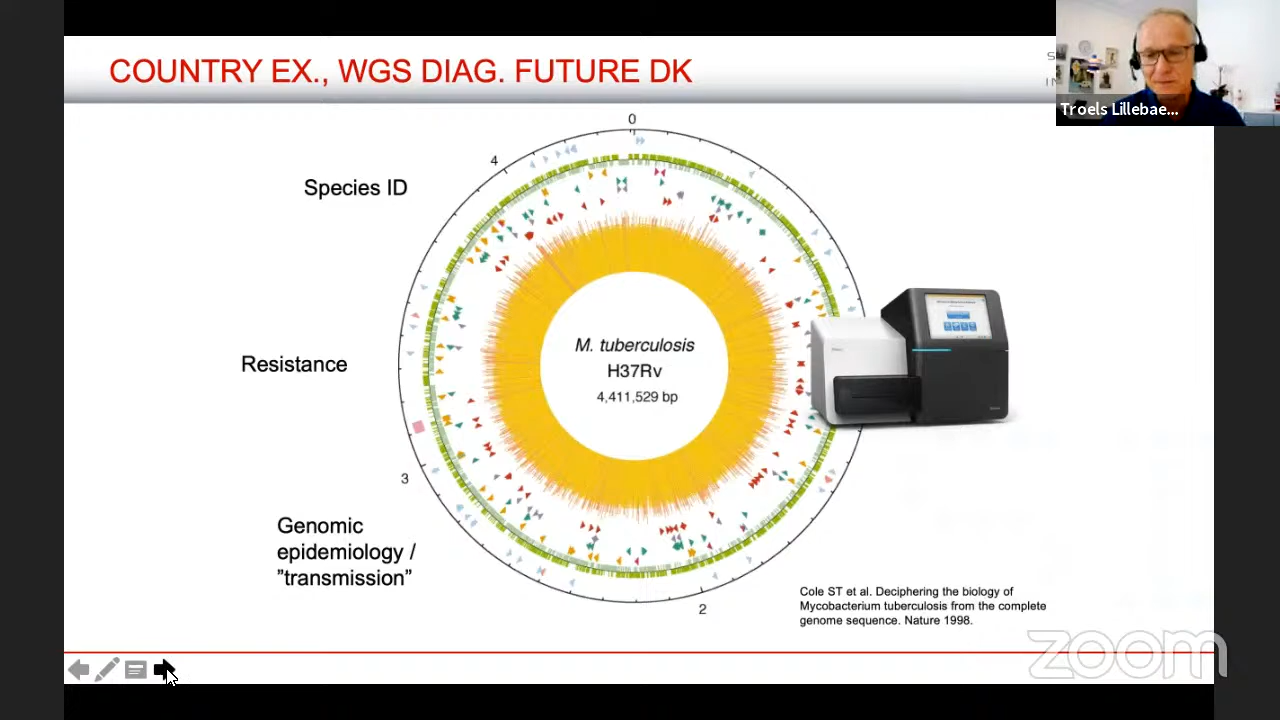 COUNTRY EX., WGS DIAG. FUTURE DK
Troels Lillebae...
0
4
Species ID
Resistance
M. tuberculosis
H37Rv
4,411,529 bp
3
Genomic
epidemiology /
”transmission”
2
Cole ST et al. Deciphering the biology of
Mycobacterium tuberculosis from the complete
genome sequence. Nature 1998.
zoom